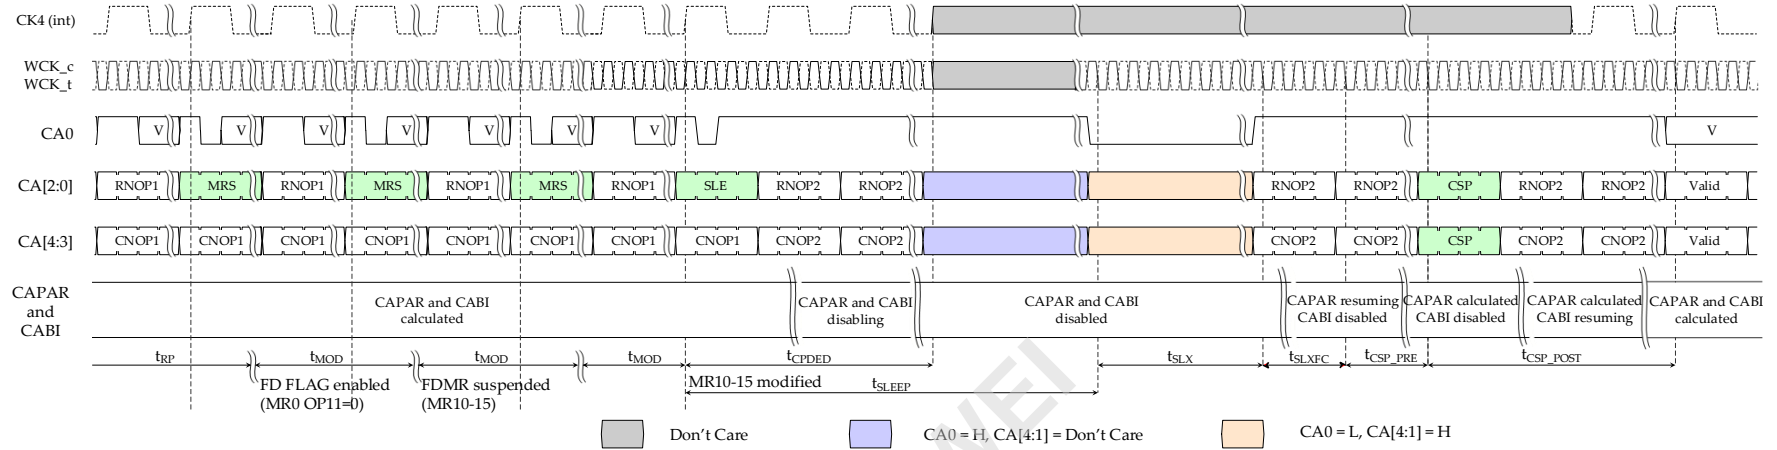 CK4 (int)
WCK_c
WCK_t
CA0 V V V V V V V V
CA[2:0] RNOP1 MRS RNOP1 MRS RNOP1 MRS RNOP1 SLE RNOP2 RNOP2 RNOP2 RNOP2 CSP RNOP2 RNOP2 Valid
CA[4:3] CNOP1 CNOP1 CNOP1 CNOP1 CNOP1 CNOP1 CNOP1 CNOP1 CNOP2 CNOP2 CNOP2 CNOP2 CSP CNOP2 CNOP2 Valid
CAPAR
and
CABI
CAPAR and CABI
calculated
CAPAR and CABI
disabling
CAPAR and CABI
disabled
CAPAR resuming
CABI disabled
CAPAR calculated
CABI disabled
CAPAR calculated
CABI resuming
CAPAR and CABI
calculated
tRP tMOD tMOD tMOD tCPDED tSLX tSLXFC tCSP_PRE tCSP_POST
FD FLAG enabled
(MR0 OP11=0)
FDMR suspended
(MR10-15)
MR10-15 modified
tSLEEP
Don't Care
CA0 = H, CA[4:1] = Don't Care
CA0 = L, CA[4:1] = H